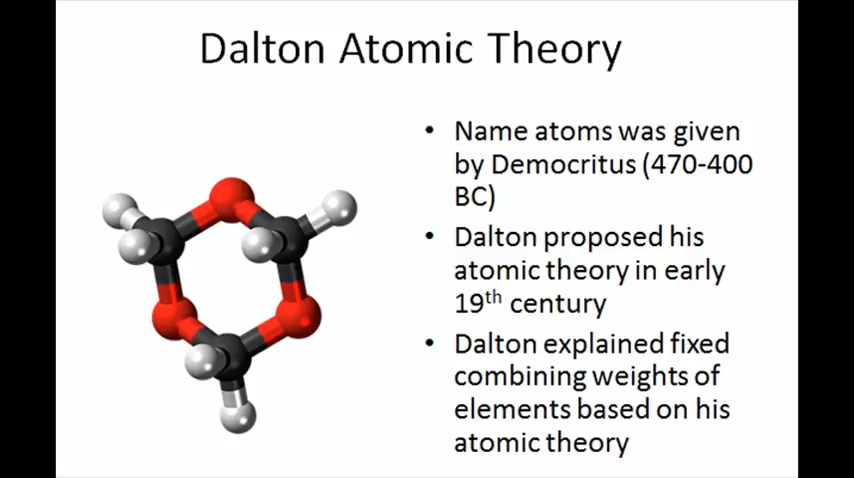 Dalton Atomic Theory
• Name atoms was given
by Democritus (470-400
BC)
• Dalton proposed his
atomic theory in early
19th century
• Dalton explained fixed
combining weights of
elements based on his
atomic theory